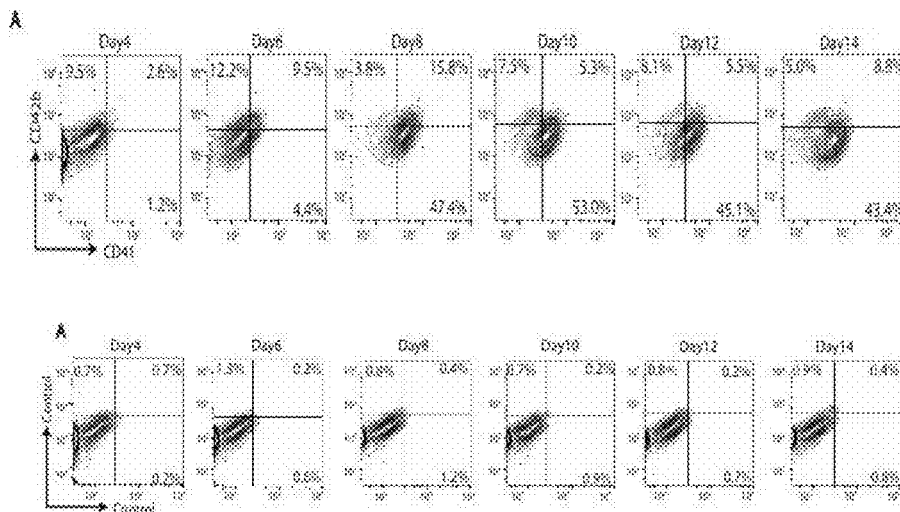 A
Day4 Day6 Day8 Day10 Day12 Day14
9.5% 2.6% 12.2% 9.5% 3.8% 15.8% 7.5% 5.3% 8.1% 5.5% 5.0% 8.8%
CD42b
1.2% 4.4% 47.4% 53.0% 45.1% 43.4%
CD41
A
Day4 Day6 Day8 Day10 Day12 Day14
0.7% 0.7% 1.3% 0.2% 0.8% 0.4% 0.7% 0.2% 0.8% 0.2% 0.9% 0.4%
Control
0.2% 0.6% 1.2% 0.8% 0.7% 0.8%
Control